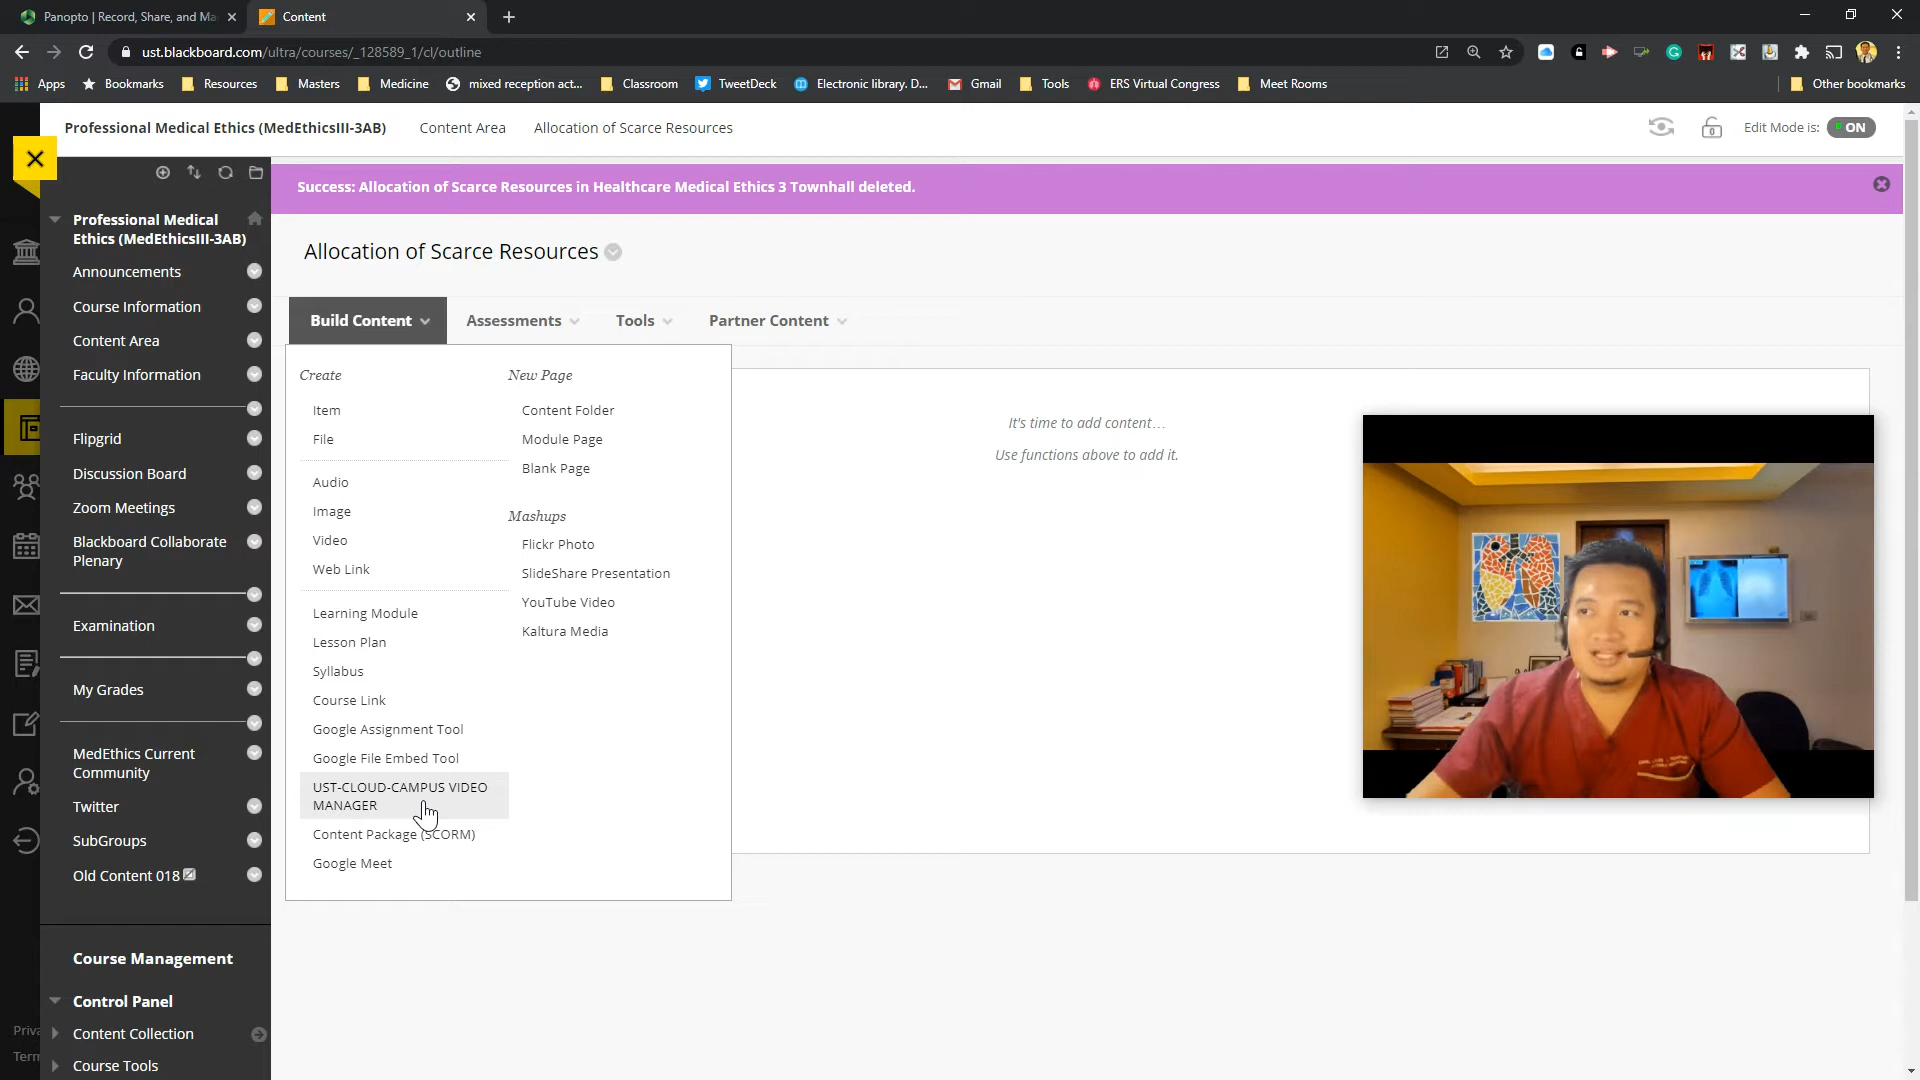 Panopto | Record, Share, and Ma
Content
ust.blackboard.com/ultra/courses/_128589_1/cl/outline
Apps
Bookmarks
Resources
Masters
Medicine
mixed reception act...
Classroom
TweetDeck
Electronic library. D...
Gmail
Tools
ERS Virtual Congress
Meet Rooms
Other bookmarks
Professional Medical Ethics (MedEthicsIII-3AB)
Content Area
Allocation of Scarce Resources
Edit Mode is:
ON
Success: Allocation of Scarce Resources in Healthcare Medical Ethics 3 Townhall deleted.
Professional Medical
Ethics (MedEthicsIII-3AB)
Announcements
Course Information
Content Area
Faculty Information
Flipgrid
Discussion Board
Zoom Meetings
Blackboard Collaborate
Plenary
Examination
My Grades
MedEthics Current
Community
Twitter
SubGroups
Old Content 018
Course Management
Control Panel
Content Collection
Course Tools
Priva
Term
Allocation of Scarce Resources
Build Content
Assessments
Tools
Partner Content
Create
Item
File
Audio
Image
Video
Web Link
Learning Module
Lesson Plan
Syllabus
Course Link
Google Assignment Tool
Google File Embed Tool
UST-CLOUD-CAMPUS VIDEO
MANAGER
Content Package (SCORM)
Google Meet
New Page
Content Folder
Module Page
Blank Page
Mashups
Flickr Photo
SlideShare Presentation
YouTube Video
Kaltura Media
It's time to add content...
Use functions above to add it.